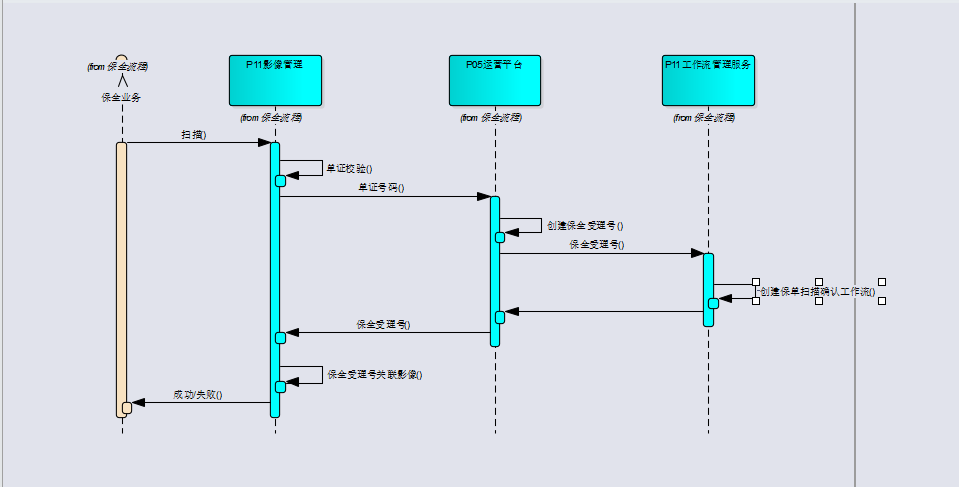 (from 保全流程)
保全业务
P11影像管理
(from 保全流程)
P05运营平台
(from 保全流程)
P11工作流管理服务
(from 保全流程)
扫描()
单证校验()
单证号码()
创建保全受理号()
保全受理号()
创建保单扫描确认工作流()
保全受理号()
保全受理号关联影像()
成功/失败()